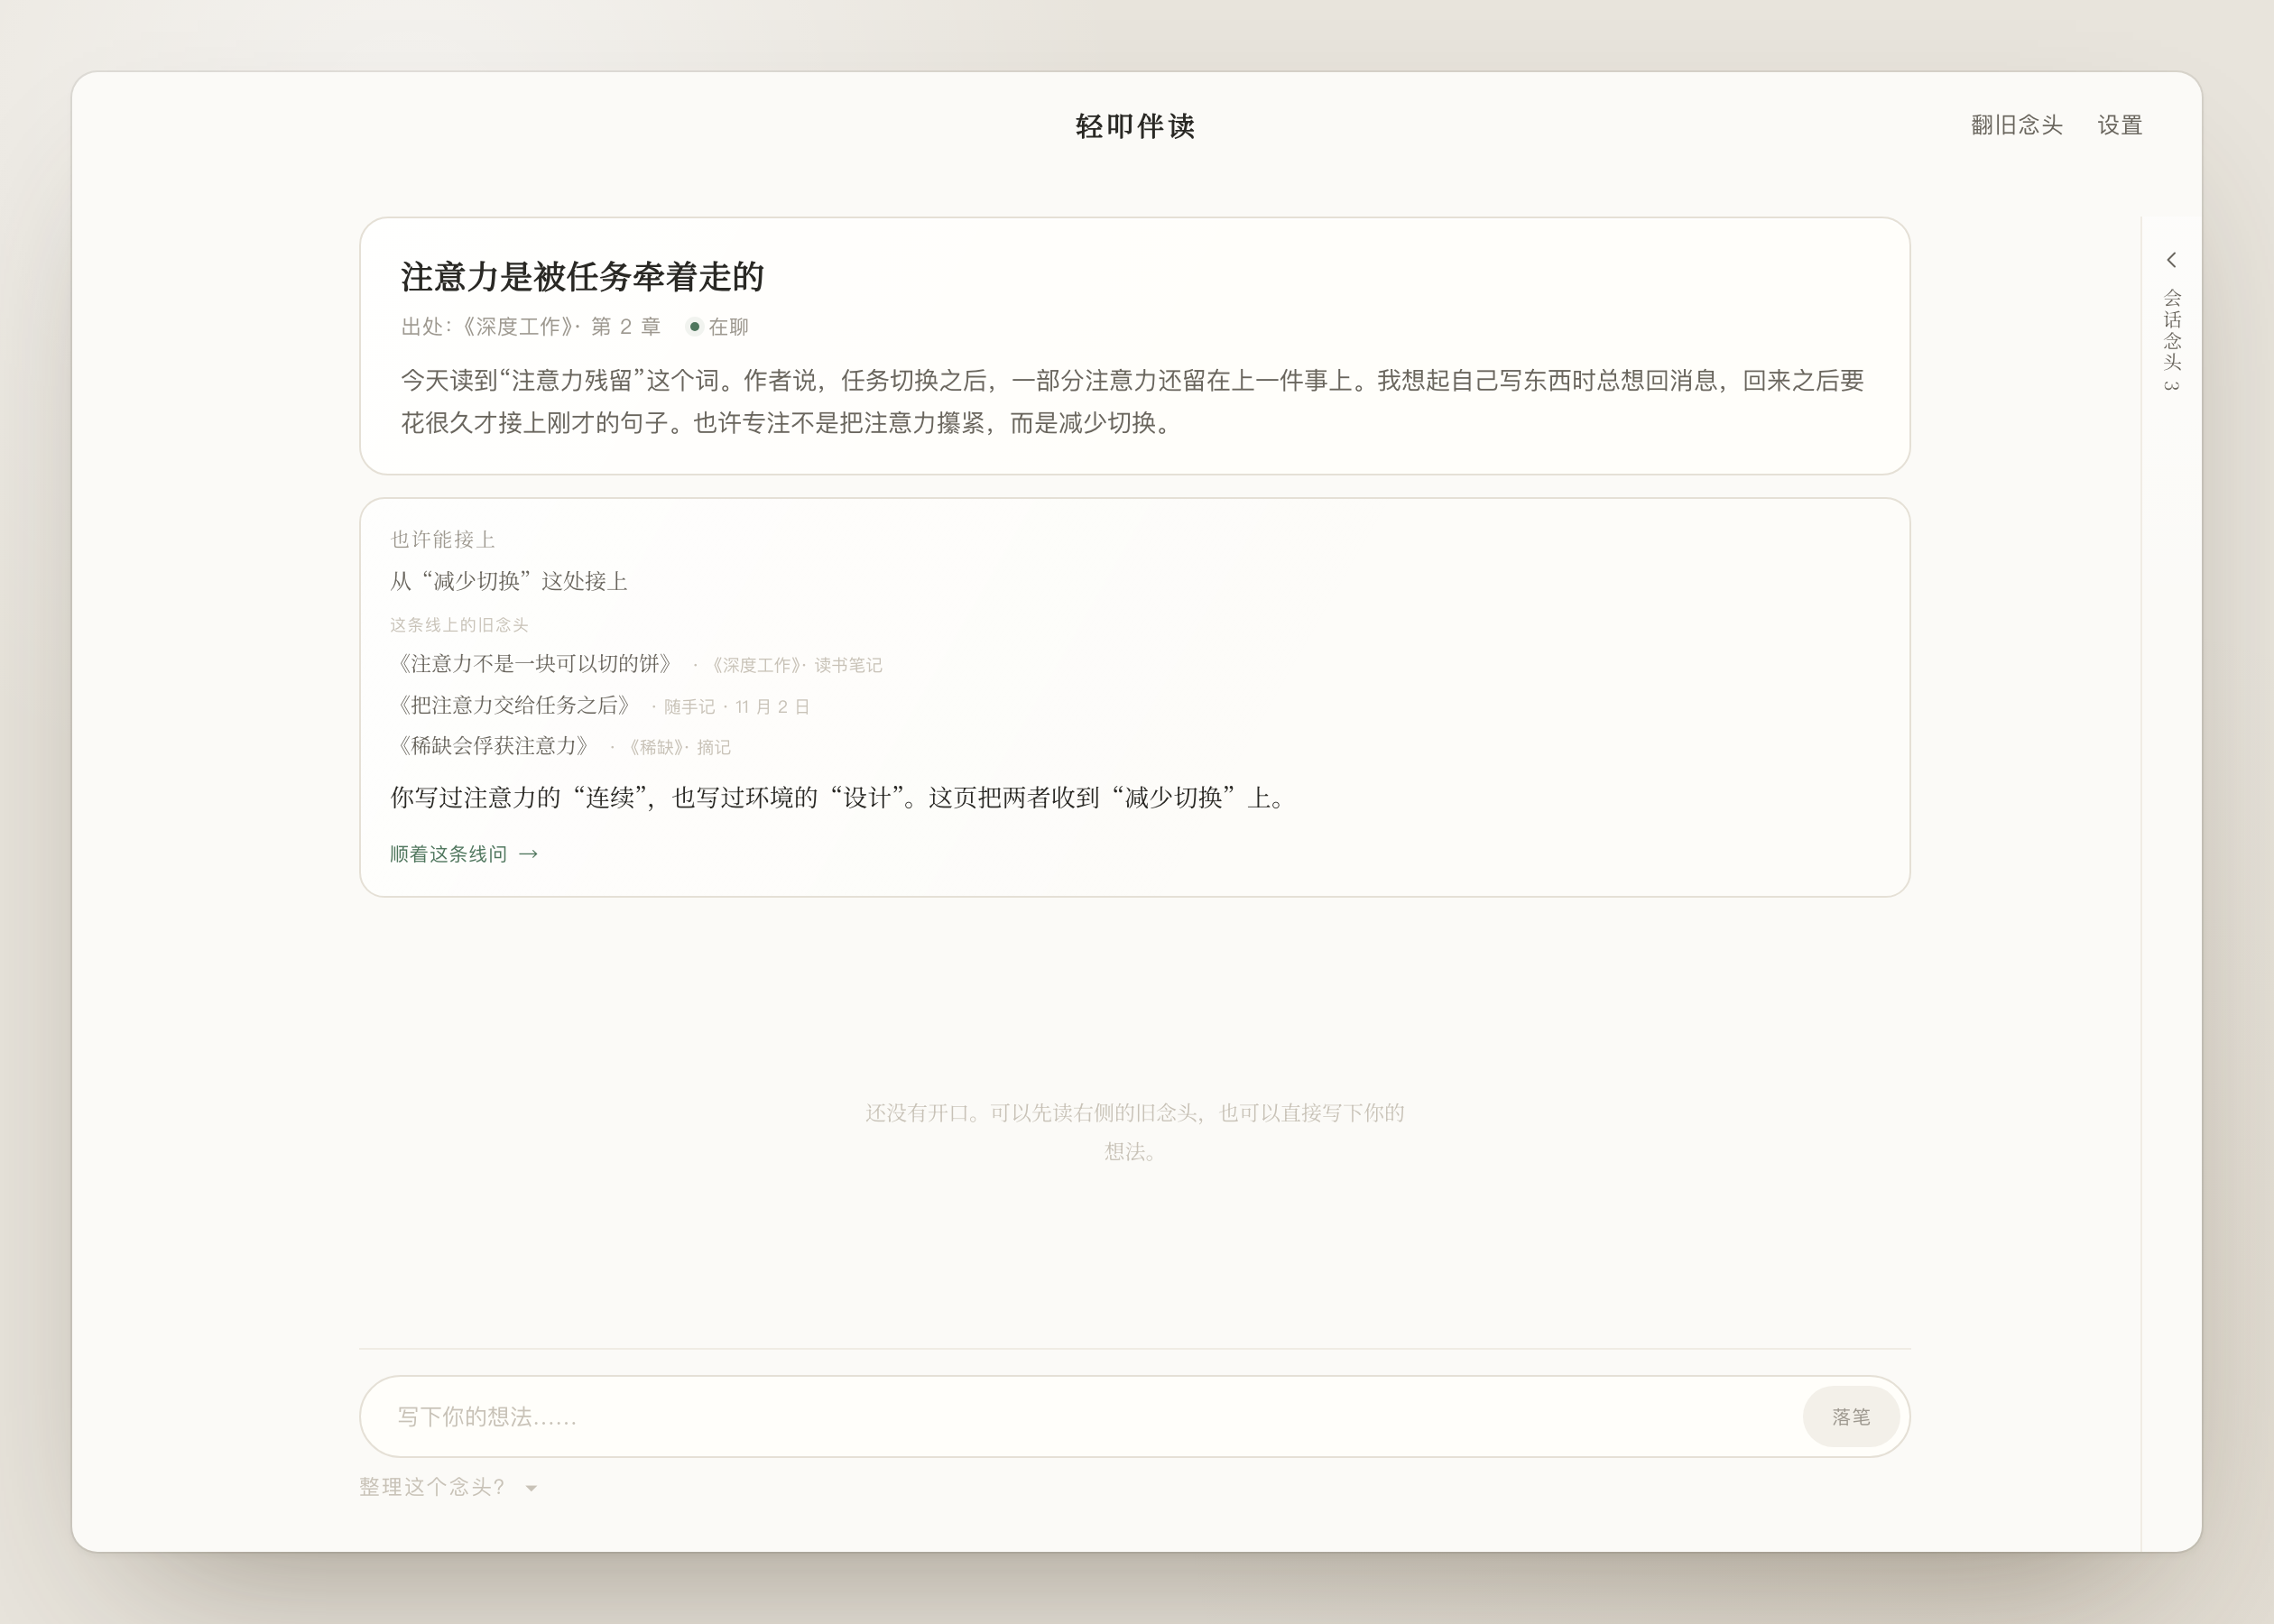 轻叩伴读
翻旧念头 设置
注意力是被任务牵着走的
出处：《深度工作》· 第 2 章 在聊
今天读到“注意力残留”这个词。作者说，任务切换之后，一部分注意力还留在上一件事上。我想起自己写东西时总想回消息，回来之后要
花很久才接上刚才的句子。也许专注不是把注意力攥紧，而是减少切换。
也许能接上
从“减少切换”这处接上
这条线上的旧念头
《注意力不是一块可以切的饼》 · 《深度工作》· 读书笔记
《把注意力交给任务之后》 · 随手记 · 11 月 2 日
《稀缺会俘获注意力》 · 《稀缺》· 摘记
你写过注意力的“连续”，也写过环境的“设计”。这页把两者收到“减少切换”上。
顺着这条线问 →
还没有开口。可以先读右侧的旧念头，也可以直接写下你的
想法。
写下你的想法…… 落笔
整理这个念头？
会话念头 3